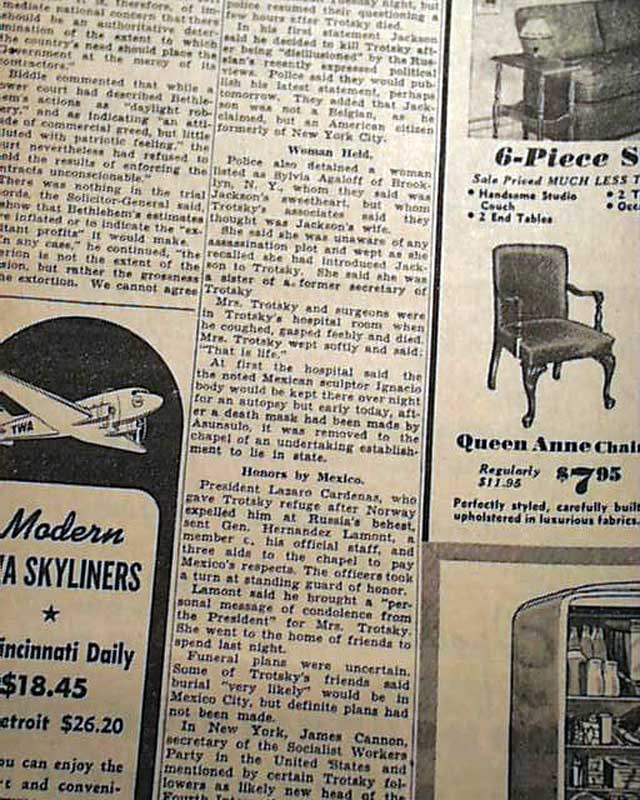 mediate national concern that there
should be an authoritative deter-
mination of the extent to which
the country's need should place the
Government at the mercy of its
contractors."
Biddle commented that while a
lower court had described Bethle-
hem's actions as "daylight rob-
bery," and as indicating "an atti-
tude of commercial greed, but little
diluted with patriotic feeling," the
court nevertheless had refused to
hold the results of enforcing the
contracts unconscionable."
"There was nothing in the trial
records, the Solicitor-General said,
show that Bethlehem's estimates
inflated or to indicate the "ex-
tant profits" it would make.
"In any case," he continued, "the
criterion is not the extent of the
sion, but rather the grossness
the extortion. We cannot agree
TWA
Modern
A SKYLINERS
incinnati Daily
$18.45
etroit $26.20
ou can enjoy the
t and conveni-
Tuesday night, but
police resumed their questioning a
few hours after Trotsky died.
In his first statement, Jackson
said he decided to kill Trotsky aft-
er being "disillusioned" by the Rus-
sian's recently expressed political
views. Police said they would pub-
lish his latest statement, perhaps
tomorrow. They added that Jack-
son was not a Belgian, as he
claimed, but an American citizen
formerly of New York City.
Woman Held.
Police also detained a woman
listed as Sylvia Agaloff of Brook-
lyn, N. Y., whom they said was
Jackson's sweetheart, but whom
Trotsky's associates said they
thought was Jackson's wife.
She said she was unaware of any
assassination plot and wept as she
recalled she had introduced Jack-
son to Trotsky. She said she was
a sister of a former secretary of
Trotsky
Mrs. Trotsky and surgeons were
in Trotsky's hospital room when
he coughed, gasped feebly and died.
Mrs. Trotsky wept softly and said:
"That is life."
At first the hospital said the
body would be kept there over night
for an autopsy but early today, aft-
er a death mask had been made by
the noted Mexican sculptor Ignacio
Asunsulo, it was removed to the
chapel of an undertaking establish-
ment to lie in state.
Honors by Mexico.
President Lazaro Cardenas, who
gave Trotsky refuge after Norway
expelled him at Russia's behest,
sent Gen. Hernandez Lamont, a
member c. his official staff, and
three aids to the chapel to pay
Mexico's respects. The officers took
a turn at standing guard of honor.
Lamont said he brought a "per-
sonal message of condolence from
the President" for Mrs. Trotsky.
She went to the home of friends to
spend last night.
Funeral plans were uncertain.
Some of Trotsky's friends said
burial "very likely" would be in
Mexico City, but definite plans had
not been made.
In New York, James Cannon,
secretary of the Socialist Workers
Party in the United States and
mentioned by certain Trotsky fol-
lowers as likely new head of the
Fourth
6-Piece S
Sale Priced MUCH LESS T
• Handsome Studio
Couch
• 2 End Tables
• 2 T
• Occ
Queen Anne Chair
Regularly
$11.95
$7.95
Perfectly styled, carefully built
upholstered in luxurious fabrics.